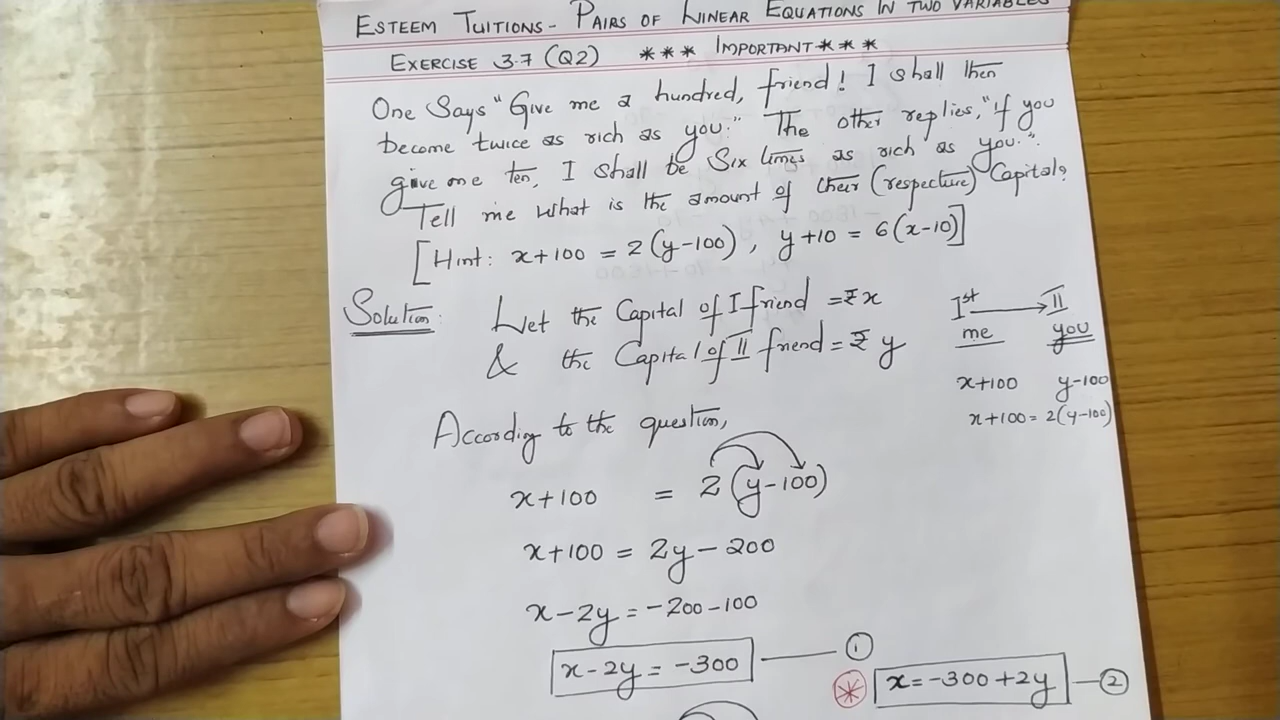 ESTEEM TUITIONS - PAIRS OF LINEAR EQUATIONS IN TWO VARIABLES
EXERCISE 3.7 (Q2) *** IMPORTANT***
One Says "Give me a hundred, friend! I shall then
become twice as rich as you." The other replies, "If you
give me ten, I shall be Six times as rich as you.".
Tell me what is the amount of their (respective) Capital?
[Hint: x+100 = 2(y-100), y+10 = 6(x-10)]
Solution:
Let the Capital of I friend = ₹ x
& the Capital of II friend = ₹ y
Ist → II
me you
x+100 y-100
x+100 = 2(y-100)
According to the question,
x+100 = 2(y-100)
x+100 = 2y - 200
x-2y = -200-100
x-2y = -300 — 1
* x = -300 + 2y — 2